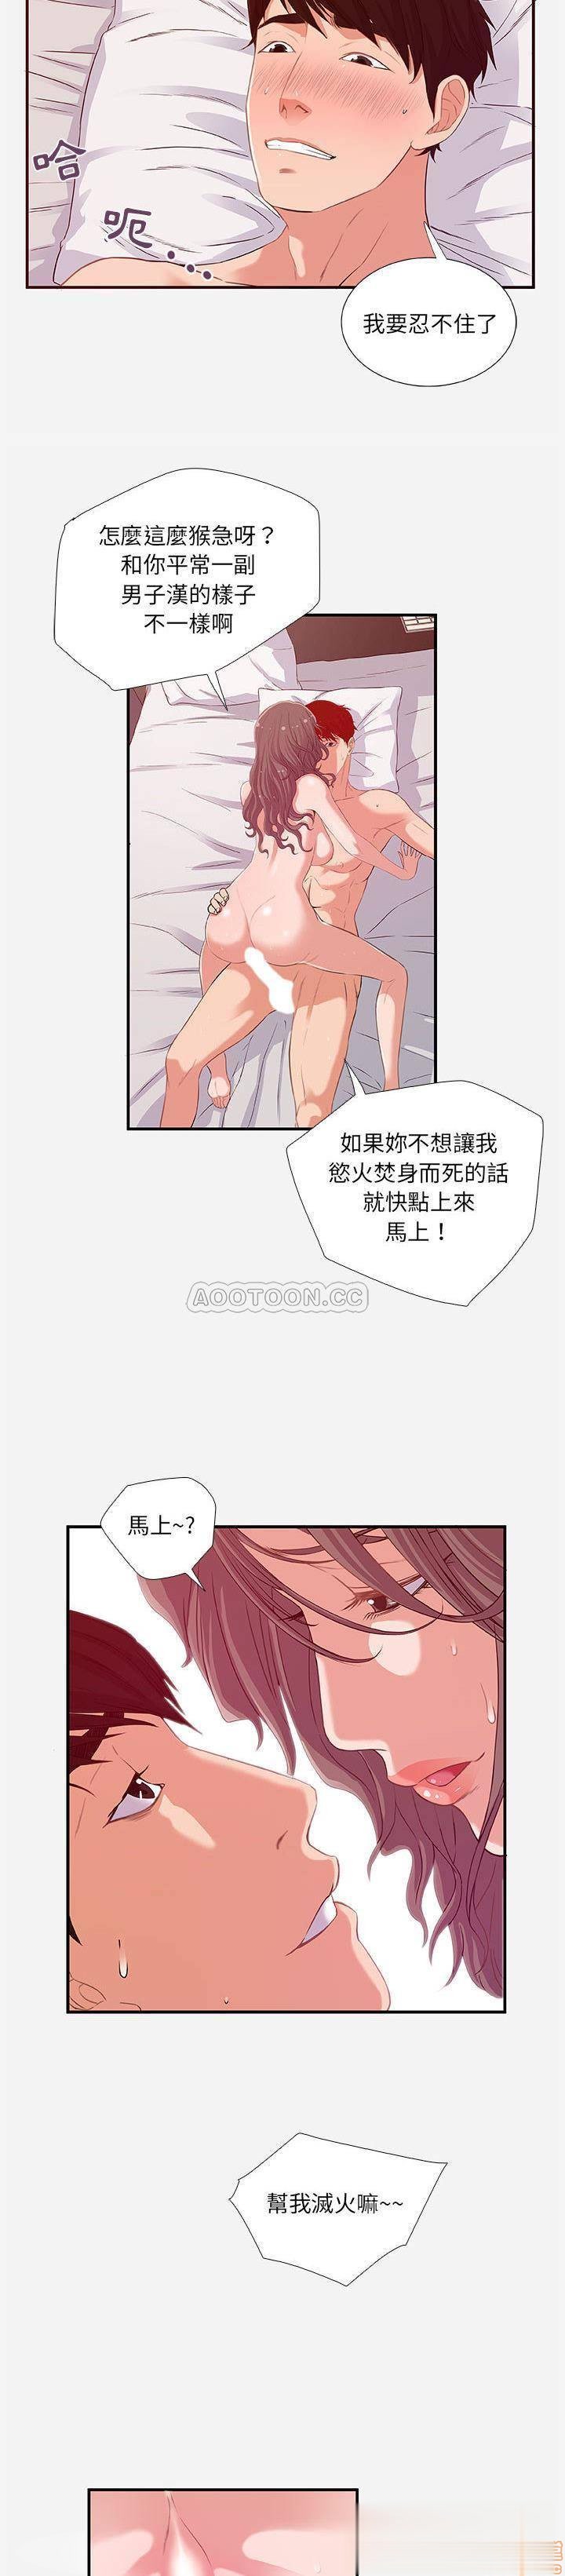 哈
呃...
我要忍不住了
怎麼這麼猴急呀？
和你平常一副
男子漢的樣子
不一樣啊
如果妳不想讓我
慾火焚身而死的話
就快點上來
馬上！
AOOTOON.CC
馬上~?
幫我滅火嘛~~